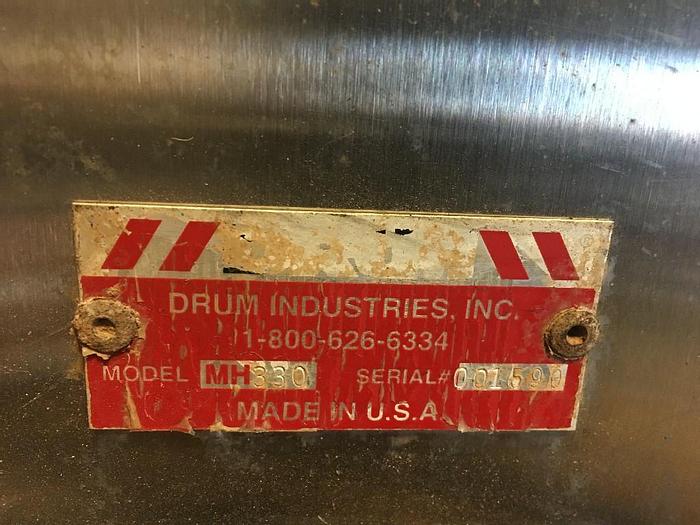 DRUM INDUSTRIES, INC.
1-800-626-6334
MODEL MH330 SERIAL# 001590
MADE IN U.S.A.